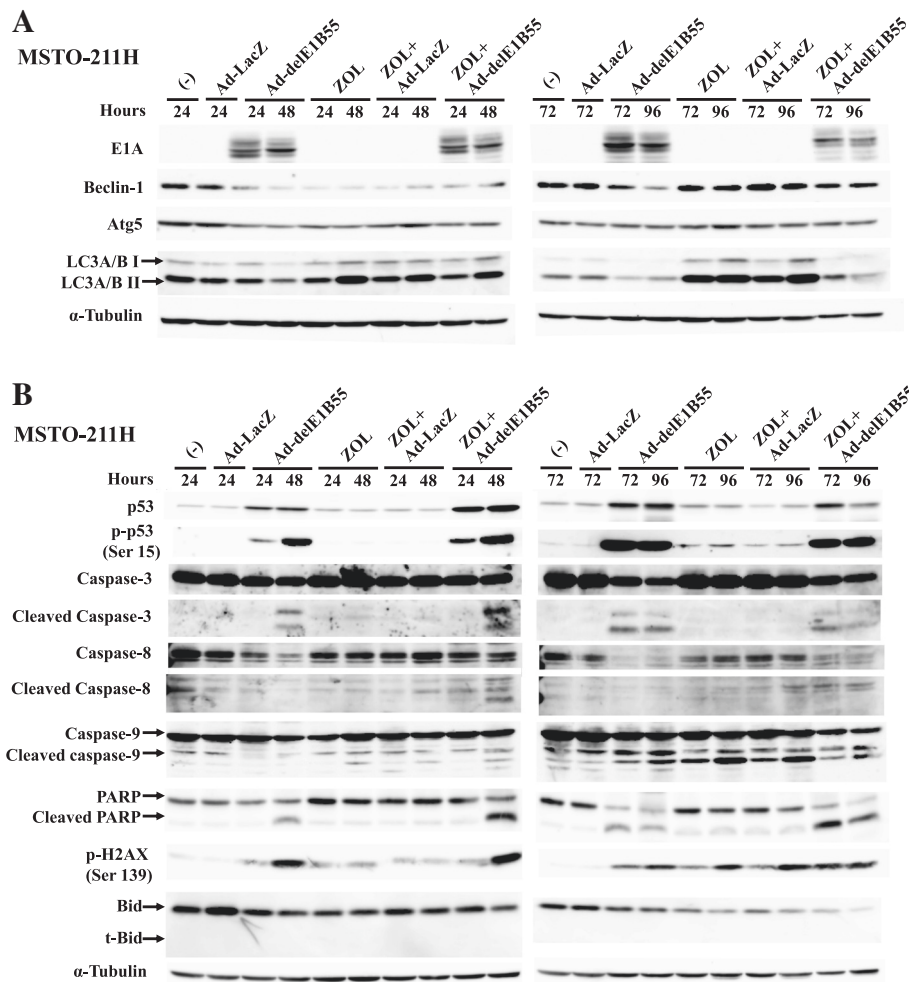 A
MSTO-211H
(-)
Ad-LacZ
Ad-delE1B55
ZOL
ZOL+
Ad-LacZ
ZOL+
Ad-delE1B55
(-)
Ad-LacZ
Ad-delE1B55
ZOL
ZOL+
Ad-LacZ
ZOL+
Ad-delE1B55
Hours 24 24 24 48 24 48 24 48 24 48 72 72 72 96 72 96 72 96 72 96
E1A
Beclin-1
Atg5
LC3A/B I
LC3A/B II
α-Tubulin
B
MSTO-211H
(-)
Ad-LacZ
Ad-delE1B55
ZOL
ZOL+
Ad-LacZ
ZOL+
Ad-delE1B55
(-)
Ad-LacZ
Ad-delE1B55
ZOL
ZOL+
Ad-LacZ
ZOL+
Ad-delE1B55
Hours 24 24 24 48 24 48 24 48 24 48 72 72 72 96 72 96 72 96 72 96
p53
p-p53
(Ser 15)
Caspase-3
Cleaved Caspase-3
Caspase-8
Cleaved Caspase-8
Caspase-9
Cleaved caspase-9
PARP
Cleaved PARP
p-H2AX
(Ser 139)
Bid
t-Bid
α-Tubulin